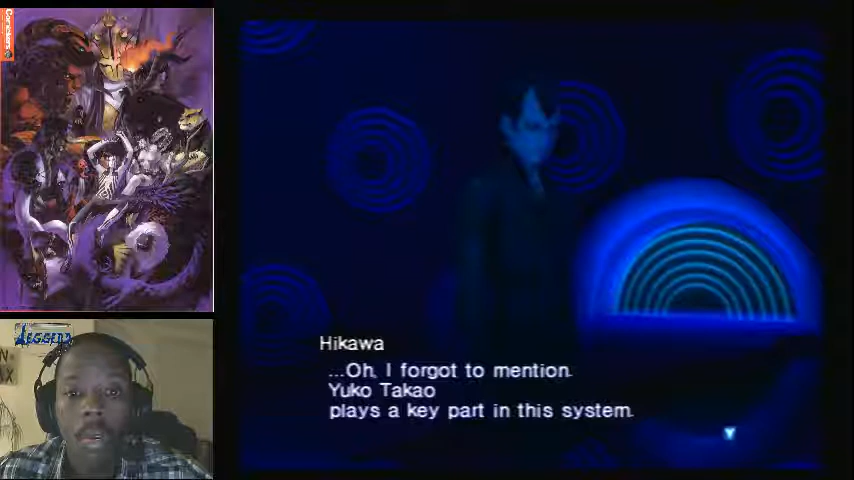 Hikawa
...Oh, I forgot to mention.
Yuko Takao
plays a key part in this system.